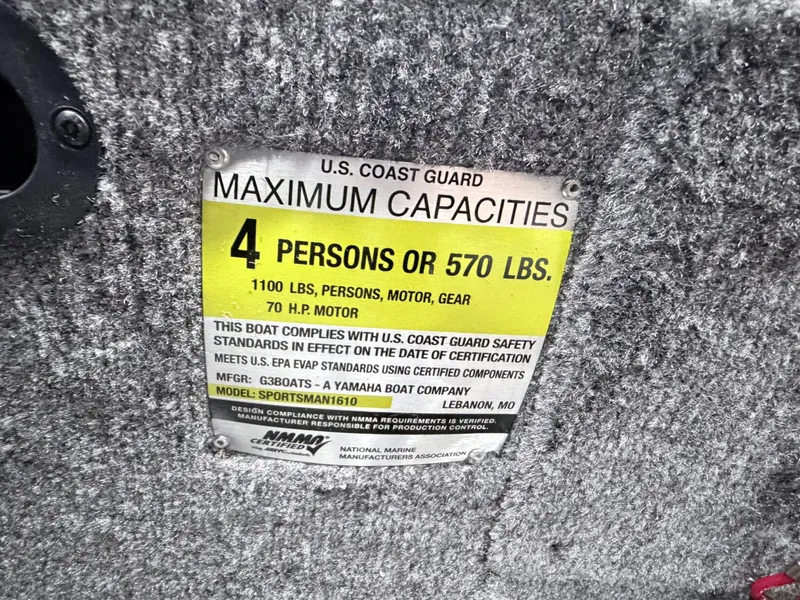 U.S. COAST GUARD
MAXIMUM CAPACITIES
4 PERSONS OR 570 LBS.
1100 LBS, PERSONS, MOTOR, GEAR
70 H.P. MOTOR
THIS BOAT COMPLIES WITH U.S. COAST GUARD SAFETY
STANDARDS IN EFFECT ON THE DATE OF CERTIFICATION
MEETS U.S. EPA EVAP STANDARDS USING CERTIFIED COMPONENTS
MFGR: G3BOATS - A YAMAHA BOAT COMPANY
MODEL: SPORTSMAN1610 LEBANON, MO
DESIGN COMPLIANCE WITH NMMA REQUIREMENTS IS VERIFIED.
MANUFACTURER RESPONSIBLE FOR PRODUCTION CONTROL.
NMMA
CERTIFIED
NATIONAL MARINE
MANUFACTURERS ASSOCIATION